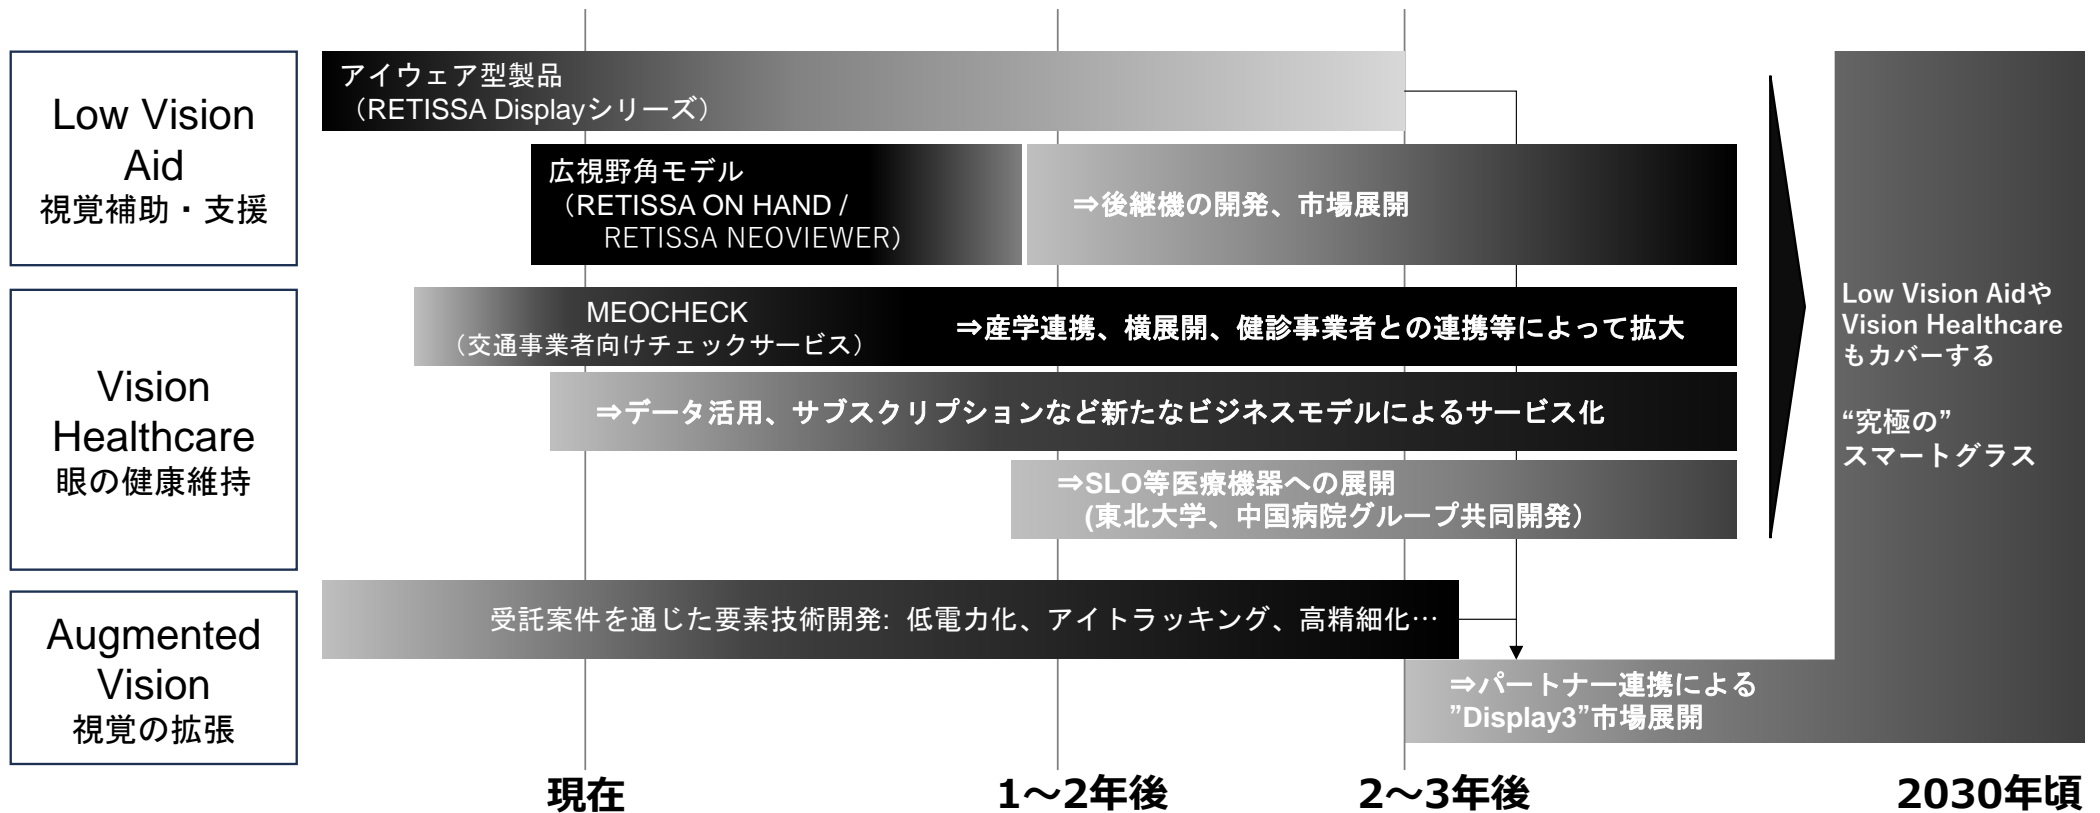 Low Vision
Aid
視覚補助・支援
アイウェア型製品
（RETISSA Displayシリーズ）
広視野角モデル
（RETISSA ON HAND /
RETISSA NEOVIEWER）
⇒後継機の開発、市場展開
Vision
Healthcare
眼の健康維持
MEOCHECK
（交通事業者向けチェックサービス）
⇒産学連携、横展開、健診事業者との連携等によって拡大
⇒データ活用、サブスクリプションなど新たなビジネスモデルによるサービス化
⇒SLO等医療機器への展開
(東北大学、中国病院グループ共同開発）
Augmented
Vision
視覚の拡張
受託案件を通じた要素技術開発: 低電力化、アイトラッキング、高精細化…
⇒パートナー連携による
”Display3”市場展開
Low Vision Aidや
Vision Healthcare
もカバーする
“究極の”
スマートグラス
現在
1～2年後
2～3年後
2030年頃